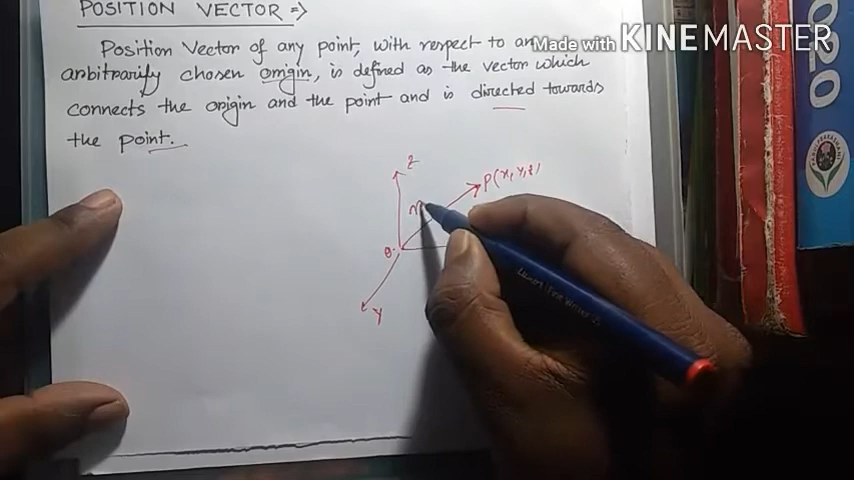 POSITION VECTOR =>
Position Vector of any point, with respect to an
arbitrarily chosen origin, is defined as the vector which
connects the origin and the point and is directed towards
the point.
Made with KINEMASTER
z
P(x, y, z)
O
y
020